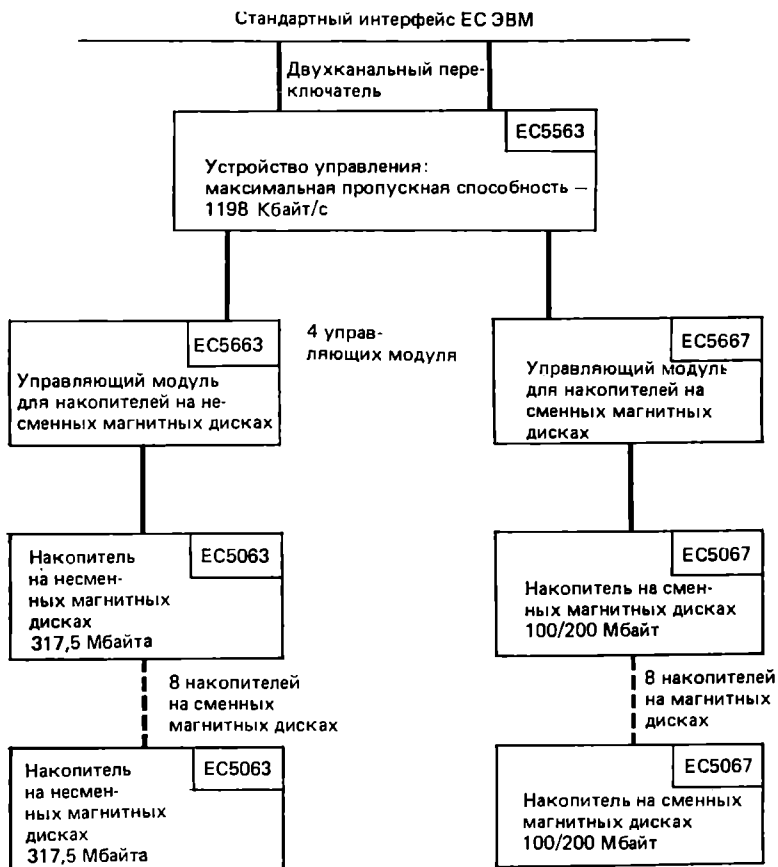 Стандартный интерфейс ЕС ЭВМ
Двухканальный пере-
ключатель
ЕС5563
Устройство управления:
максимальная пропускная способность —
1198 Кбайт/с
ЕС5663
Управляющий модуль
для накопителей на не-
сменных магнитных
дисках
4 управ-
ляющих модуля
ЕС5667
Управляющий модуль
для накопителей на
сменных магнитных
дисках
ЕС5063
Накопитель
на несмен-
ных магнитных
дисках
317,5 Мбайта
ЕС5067
Накопитель на смен-
ных магнитных дисках
100/200 Мбайт
8 накопителей
на сменных
магнитных дисках
8 накопителей
на магнитных
дисках
ЕС5063
Накопитель
на несмен-
ных магнитных
дисках
317,5 Мбайта
ЕС5067
Накопитель на сменных
магнитных дисках
100/200 Мбайт